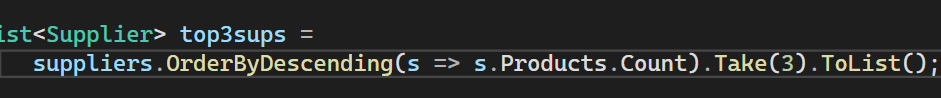 ist<Supplier> top3sups =
suppliers.OrderByDescending(s => s.Products.Count).Take(3).ToList();